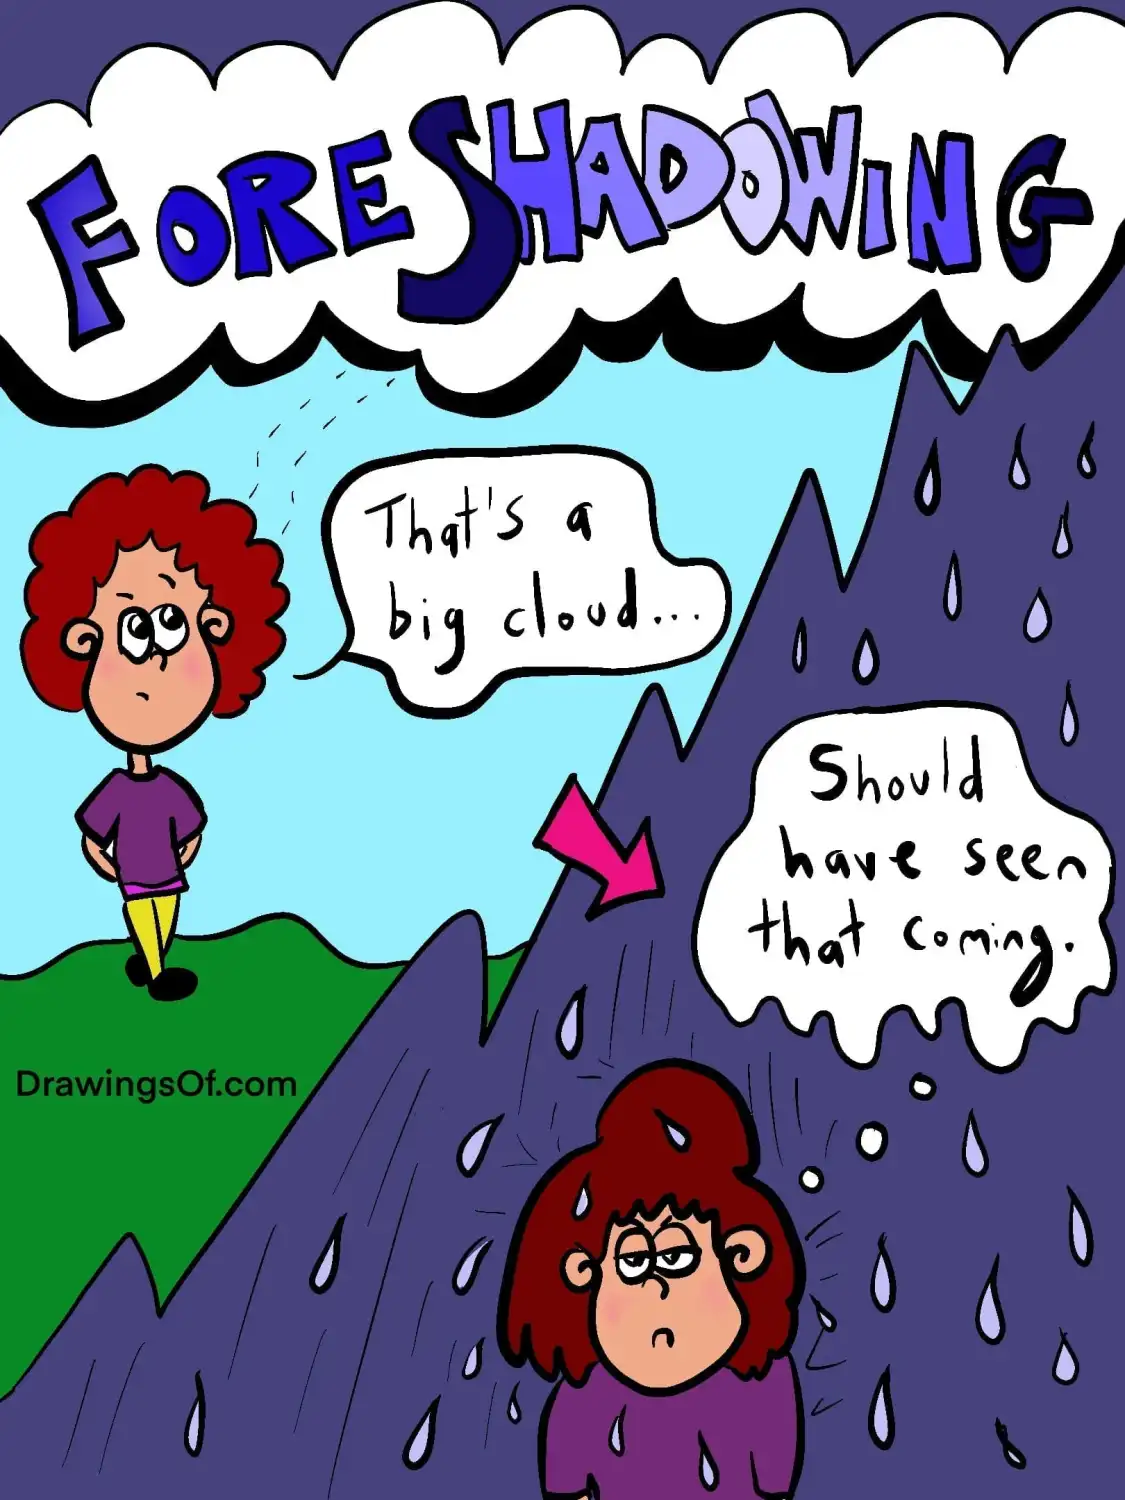 FORESHADOWiNG
That's a
big cloud...
Should
have seen
that coming.
DrawingsOf.com